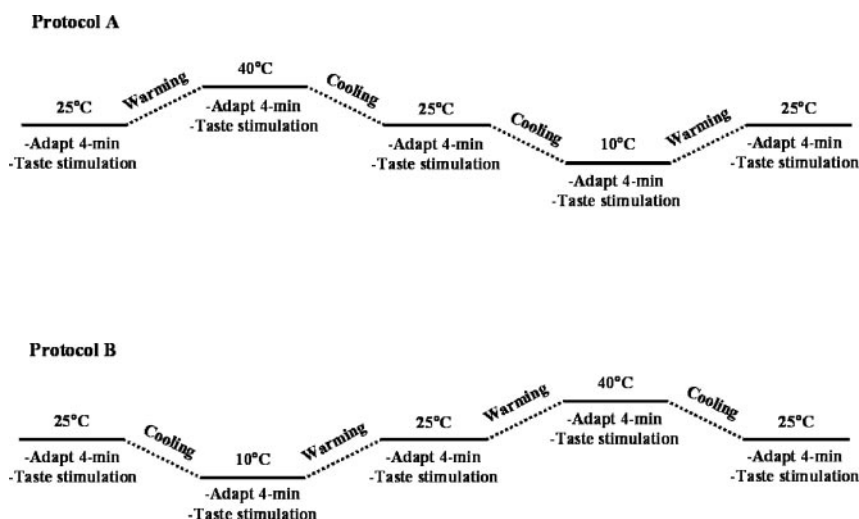 Protocol A
25°C
Warming
40°C
Cooling
25°C
Cooling
10°C
Warming
25°C
-Adapt 4-min
-Taste stimulation
-Adapt 4-min
-Taste stimulation
-Adapt 4-min
-Taste stimulation
-Adapt 4-min
-Taste stimulation
-Adapt 4-min
-Taste stimulation
Protocol B
25°C
Cooling
10°C
Warming
25°C
Warming
40°C
Cooling
25°C
-Adapt 4-min
-Taste stimulation
-Adapt 4-min
-Taste stimulation
-Adapt 4-min
-Taste stimulation
-Adapt 4-min
-Taste stimulation
-Adapt 4-min
-Taste stimulation